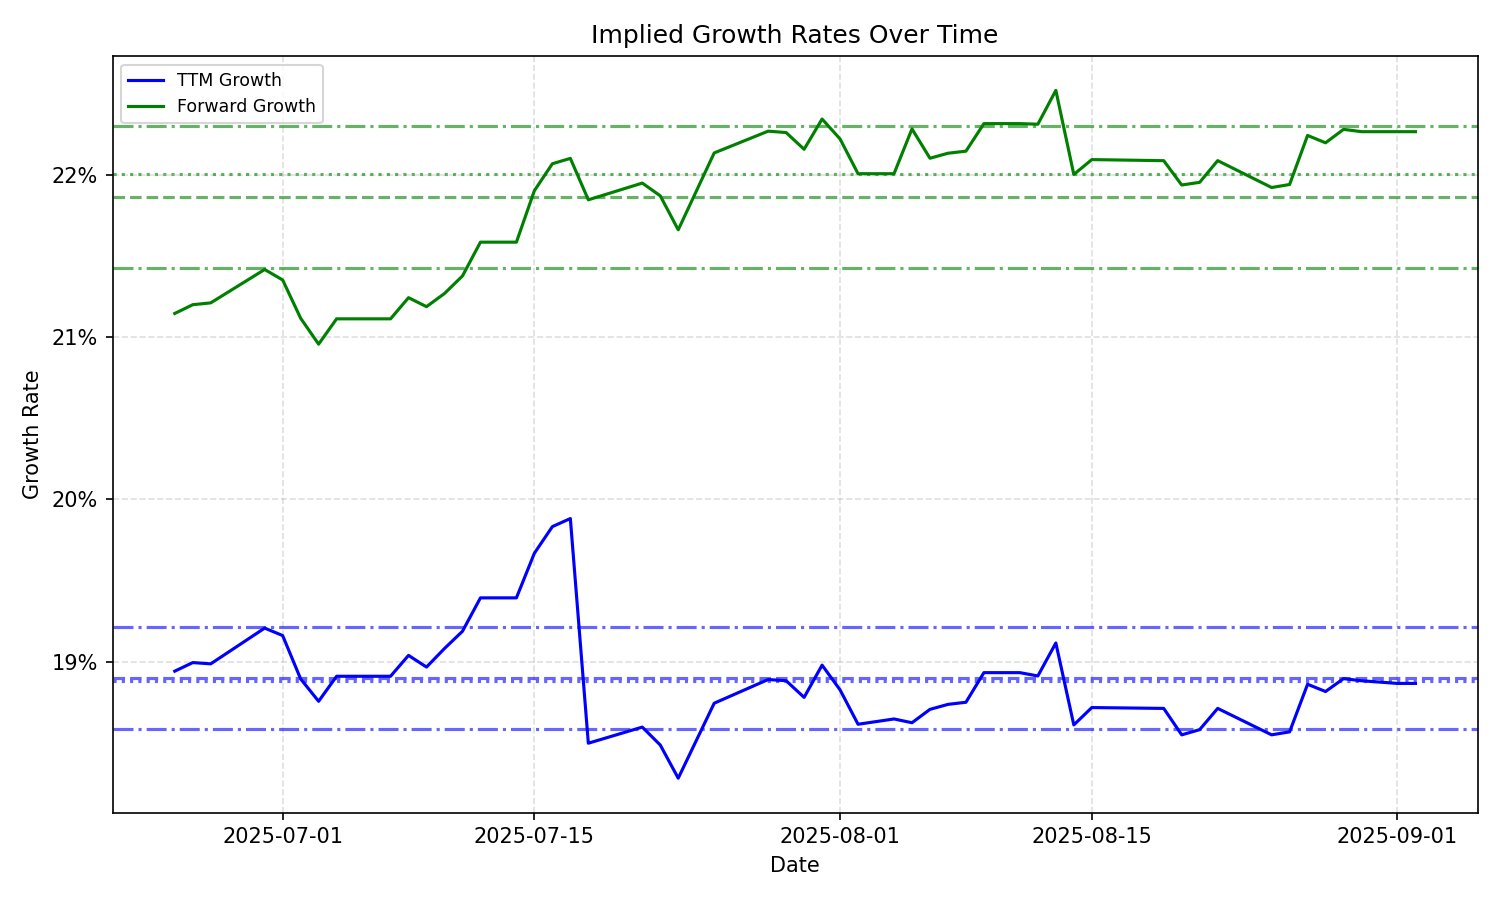 Implied Growth Rates Over Time
TTM Growth
Forward Growth
22%
21%
20%
19%
Growth Rate
2025-07-01
2025-07-15
2025-08-01
2025-08-15
2025-09-01
Date